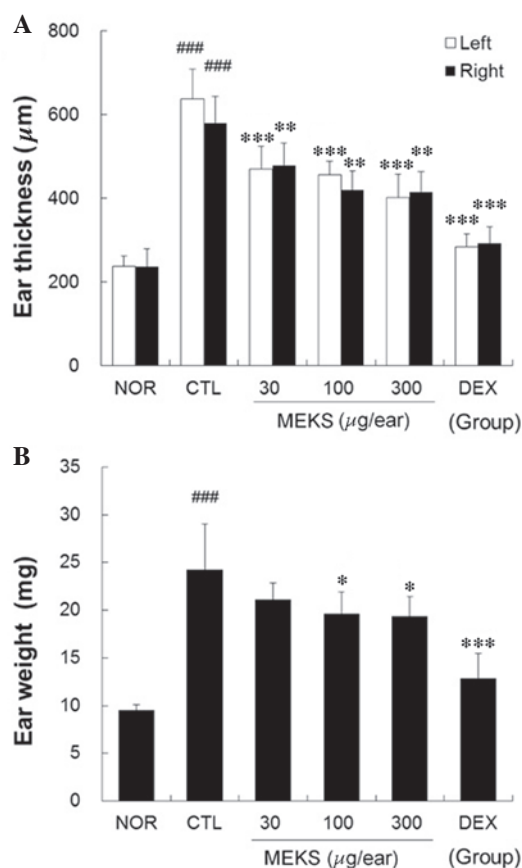 A
Ear thickness (μm)
800
600
400
200
0
Left
Right
###
###
***
**
***
**
***
**
***
***
NOR
CTL
30
100
300
DEX
MEKS (μg/ear)
(Group)
B
Ear weight (mg)
35
30
25
20
15
10
5
0
###
*
*
***
NOR
CTL
30
100
300
DEX
MEKS (μg/ear)
(Group)